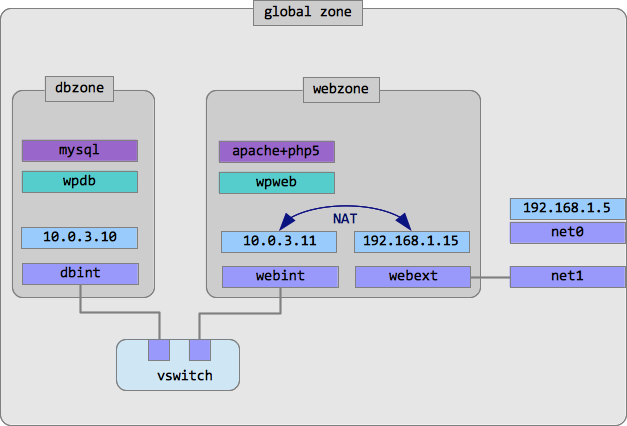 global zone
dbzone
webzone
mysql
apache+php5
wpdb
wpweb
NAT
192.168.1.5
net0
10.0.3.10
10.0.3.11
192.168.1.15
dbint
webint
webext
net1
vswitch